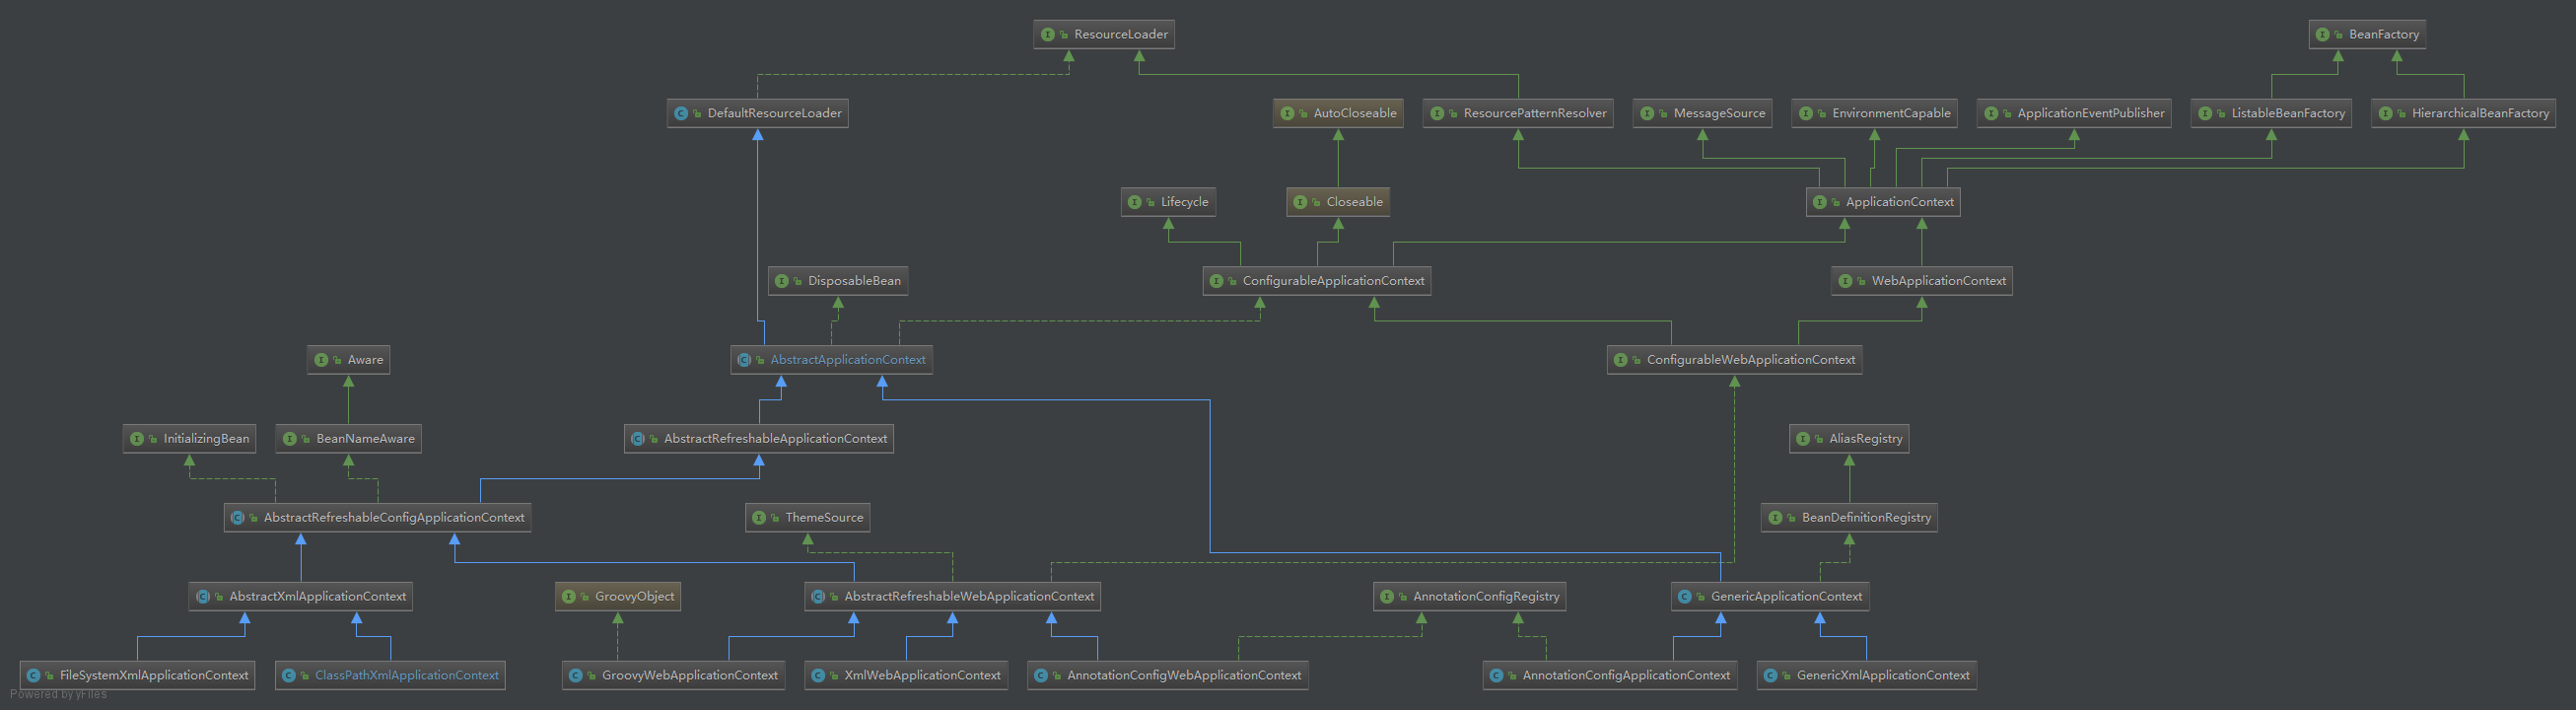 ResourceLoader
BeanFactory
DefaultResourceLoader
AutoCloseable
ResourcePatternResolver
MessageSource
EnvironmentCapable
ApplicationEventPublisher
ListableBeanFactory
HierarchicalBeanFactory
Lifecycle
Closeable
ApplicationContext
DisposableBean
ConfigurableApplicationContext
WebApplicationContext
Aware
AbstractApplicationContext
ConfigurableWebApplicationContext
InitializingBean
BeanNameAware
AbstractRefreshableApplicationContext
AliasRegistry
AbstractRefreshableConfigApplicationContext
ThemeSource
BeanDefinitionRegistry
AbstractXmlApplicationContext
GroovyObject
AbstractRefreshableWebApplicationContext
AnnotationConfigRegistry
GenericApplicationContext
FileSystemXmlApplicationContext
ClassPathXmlApplicationContext
GroovyWebApplicationContext
XmlWebApplicationContext
AnnotationConfigWebApplicationContext
AnnotationConfigApplicationContext
GenericXmlApplicationContext
Powered by yFiles